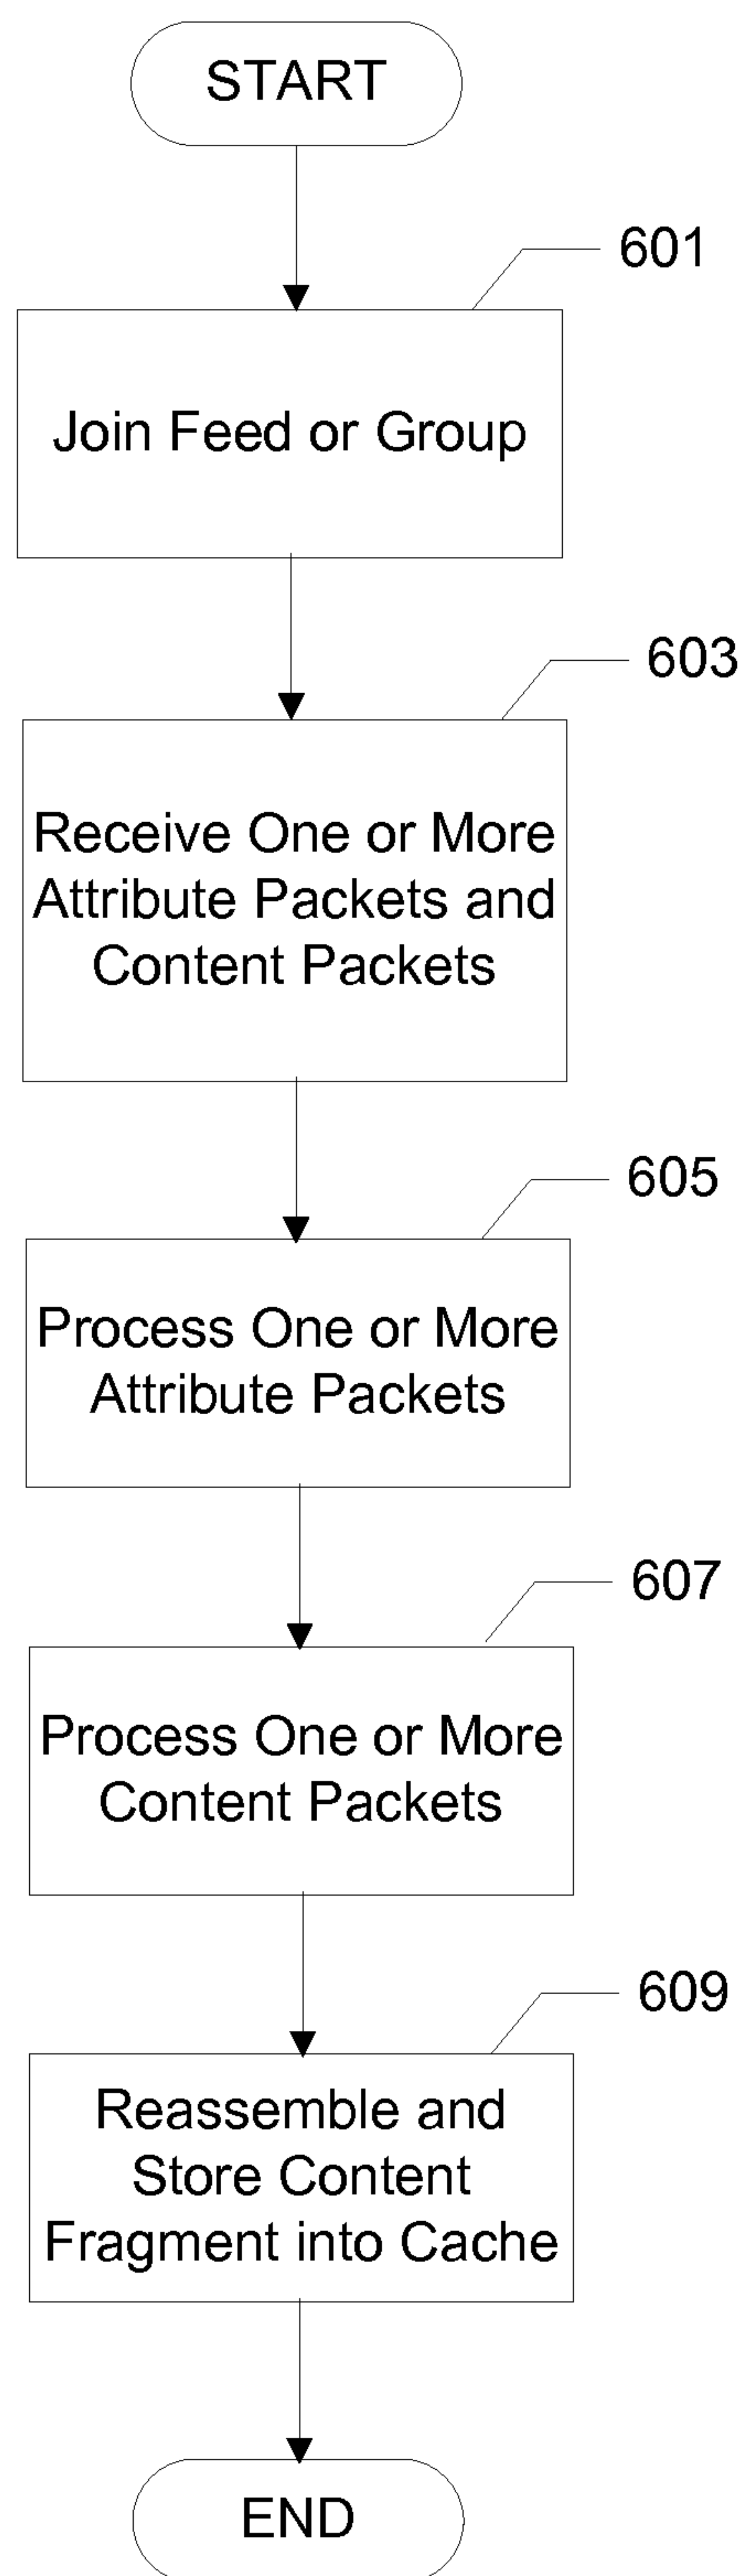 START
601
Join Feed or Group
603
Receive One or More
Attribute Packets and
Content Packets
605
Process One or More
Attribute Packets
607
Process One or More
Content Packets
609
Reassemble and
Store Content
Fragment into Cache
END